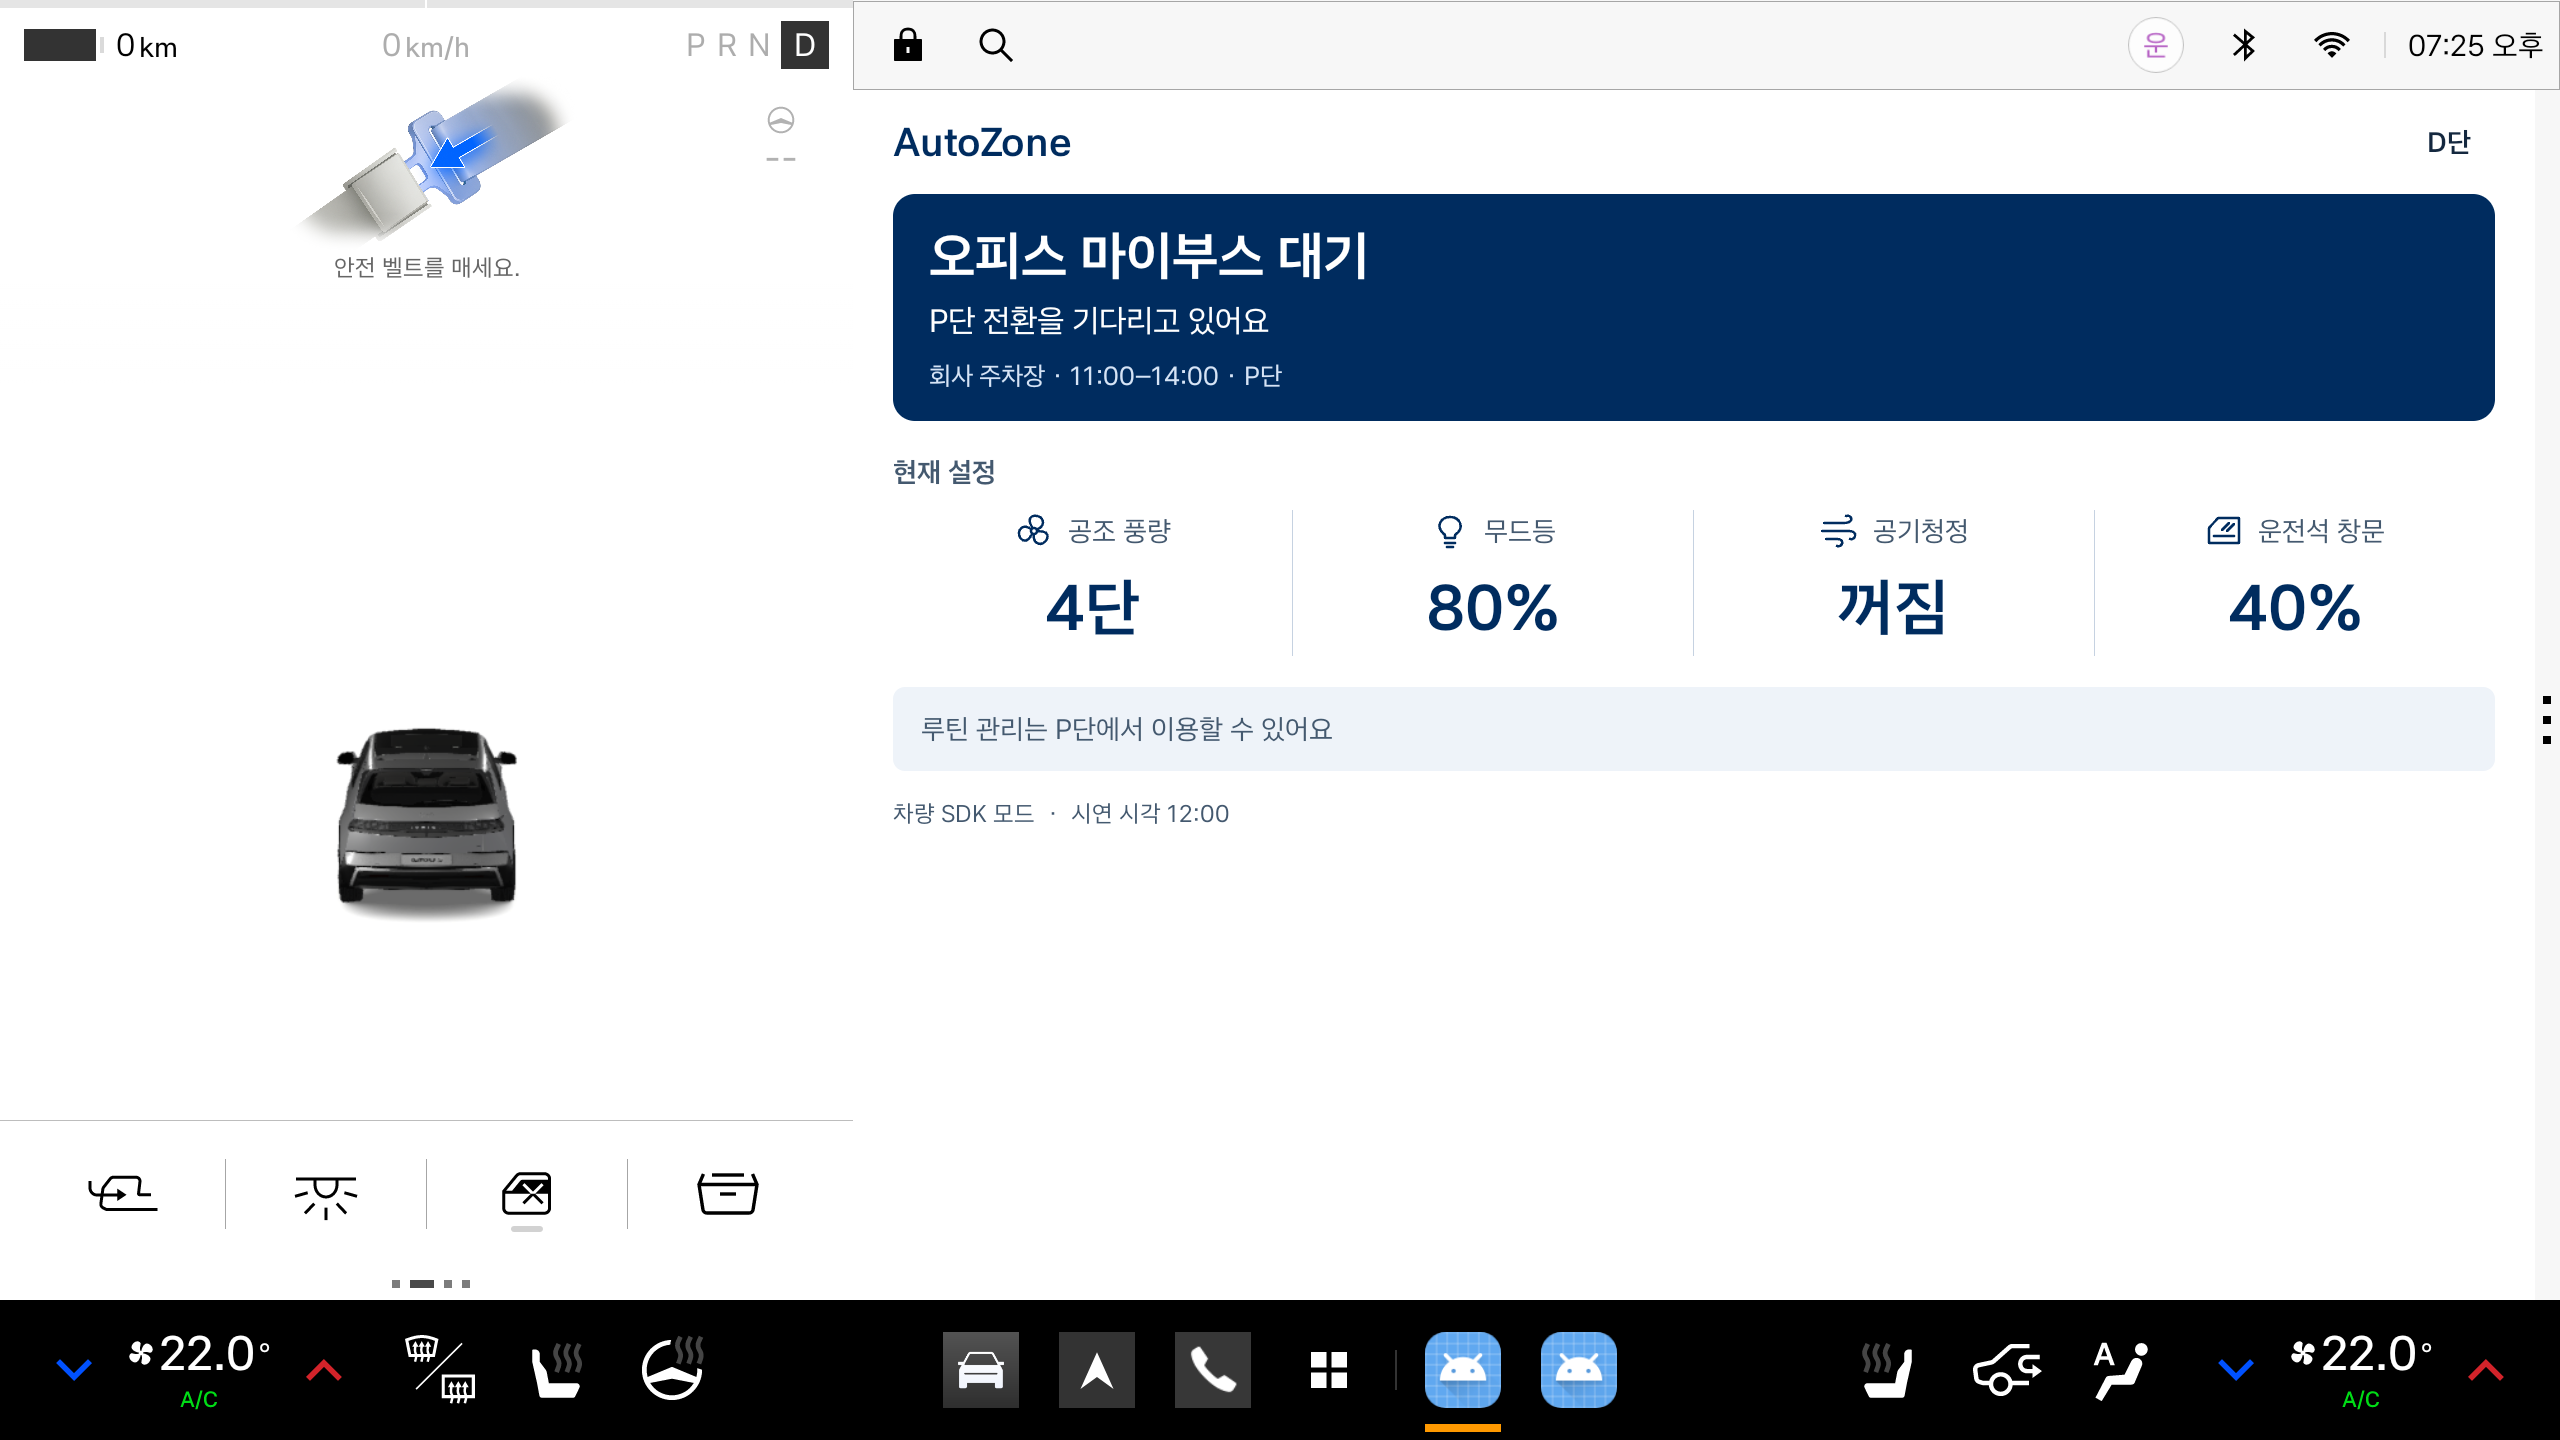 0 km
0 km/h
P R N D
운
07:25 오후
안전 벨트를 매세요.
--
AutoZone
D단
오피스 마이부스 대기
P단 전환을 기다리고 있어요
회사 주차장 · 11:00–14:00 · P단
현재 설정
공조 풍량
무드등
공기청정
운전석 창문
4단
80%
꺼짐
40%
루틴 관리는 P단에서 이용할 수 있어요
차량 SDK 모드 · 시연 시각 12:00
22.0°
A/C
A
22.0°
A/C